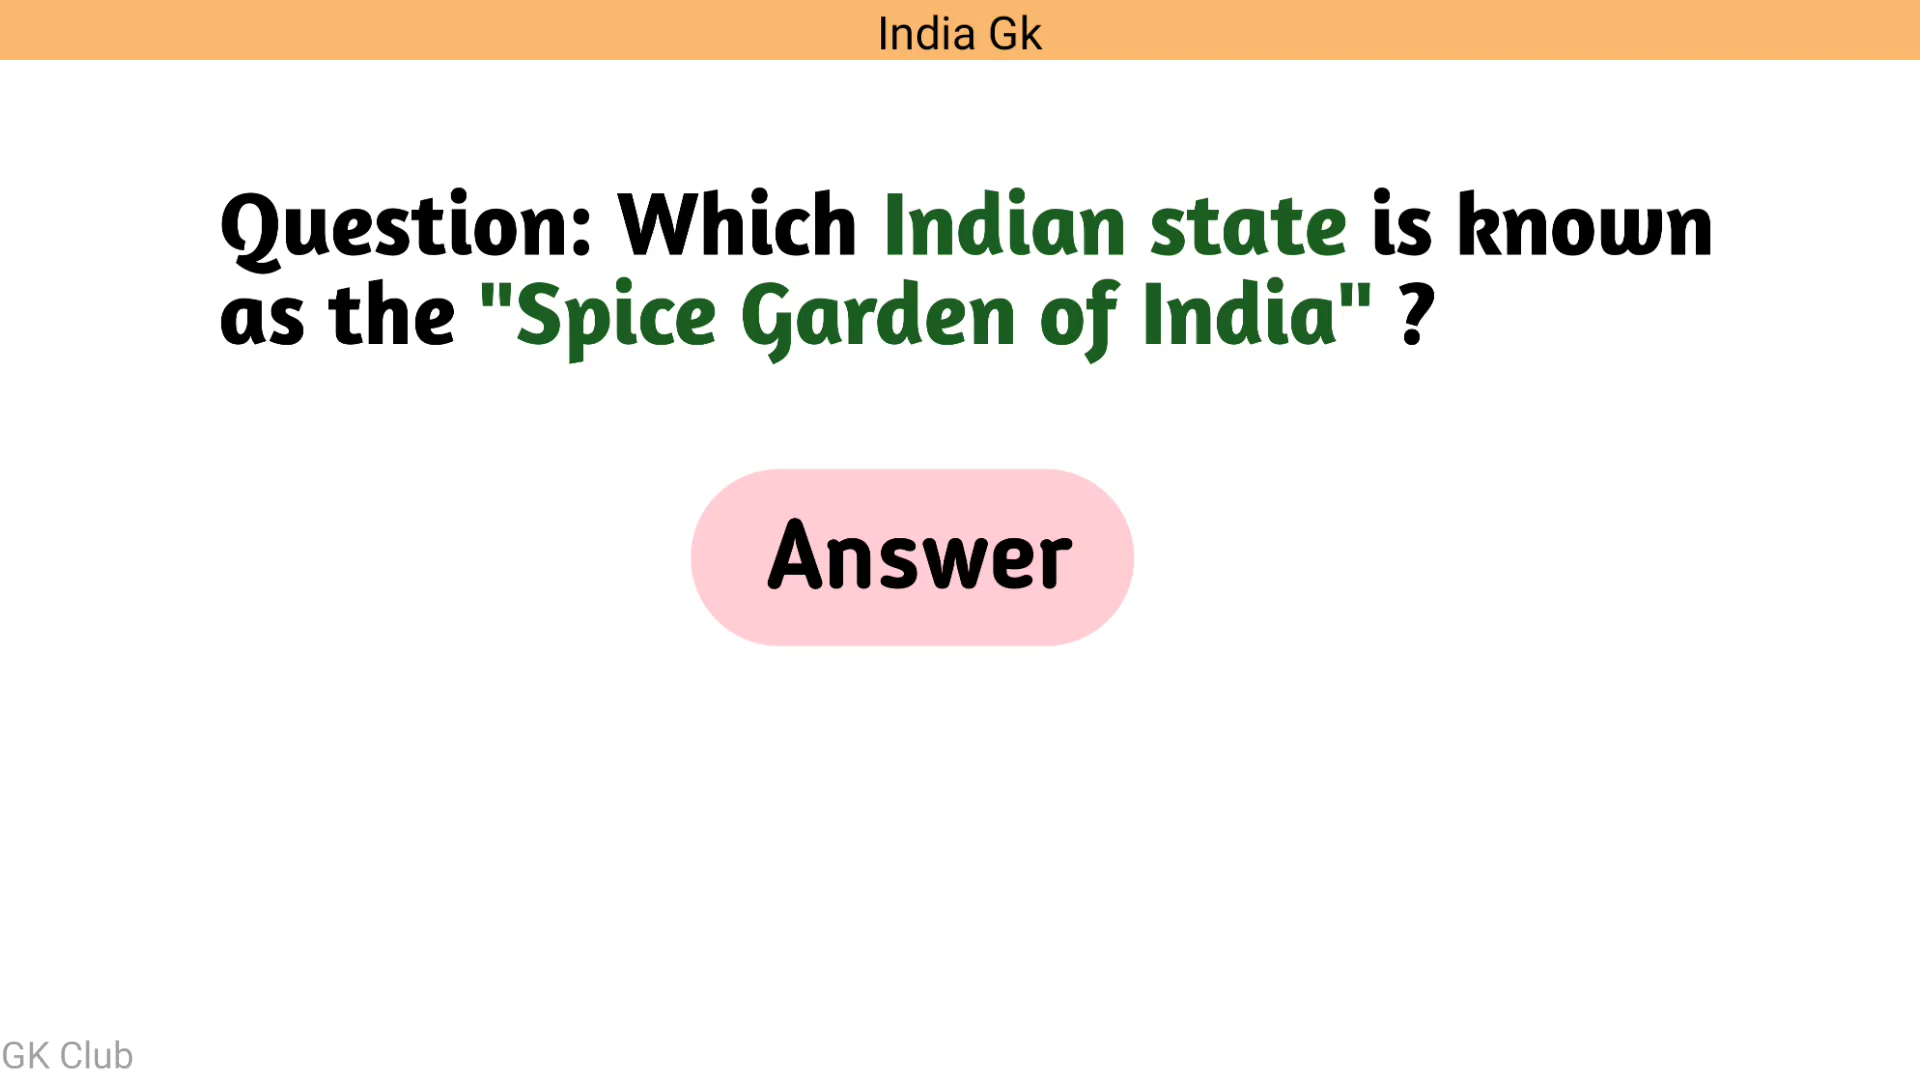 India Gk
Question: Which Indian state is known
as the "Spice Garden of India" ?
Answer
GK Club